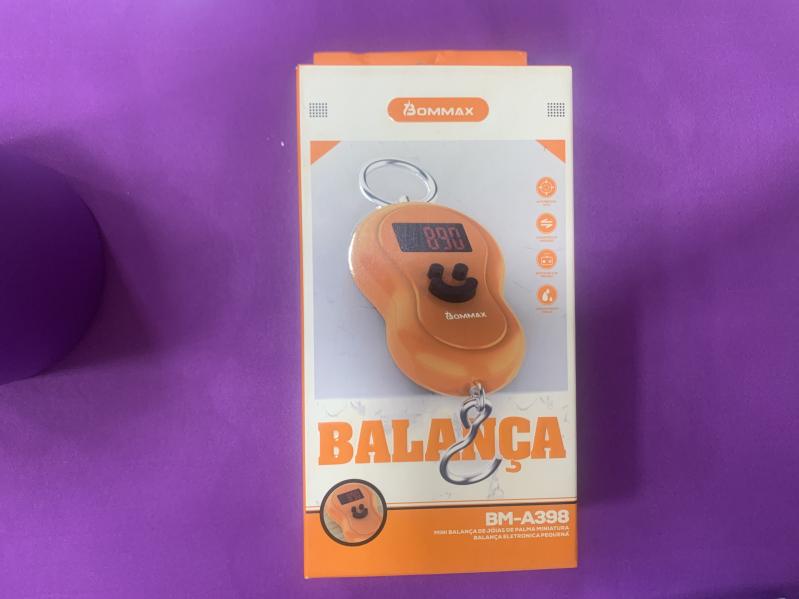 BOMMAX
890
BOMMAX
BALANÇA
BM-A398
MINI BALANÇA DE JÓIAS DE PALMA MINIATURA
BALANÇA ELETRONICA PEQUENA